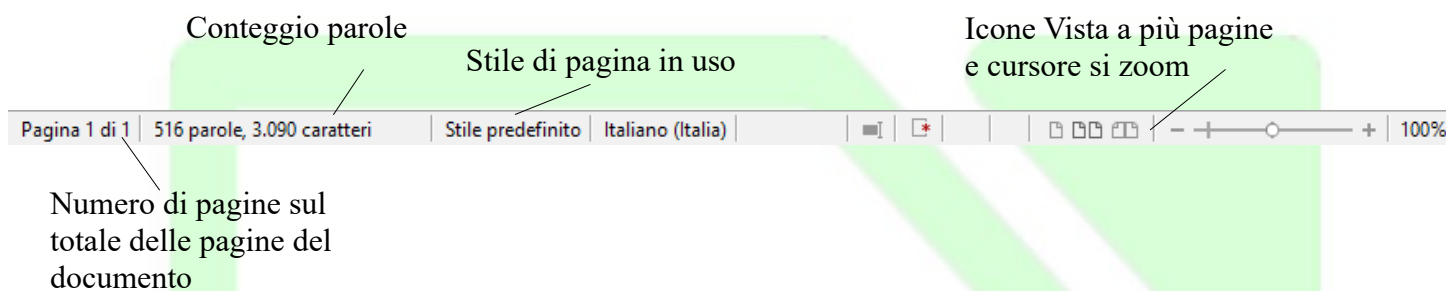 Conteggio parole
Stile di pagina in uso
Icone Vista a più pagine
e cursore si zoom
Pagina 1 di 1 516 parole, 3.090 caratteri Stile predefinito Italiano (Italia) 100%
Numero di pagine sul
totale delle pagine del
documento